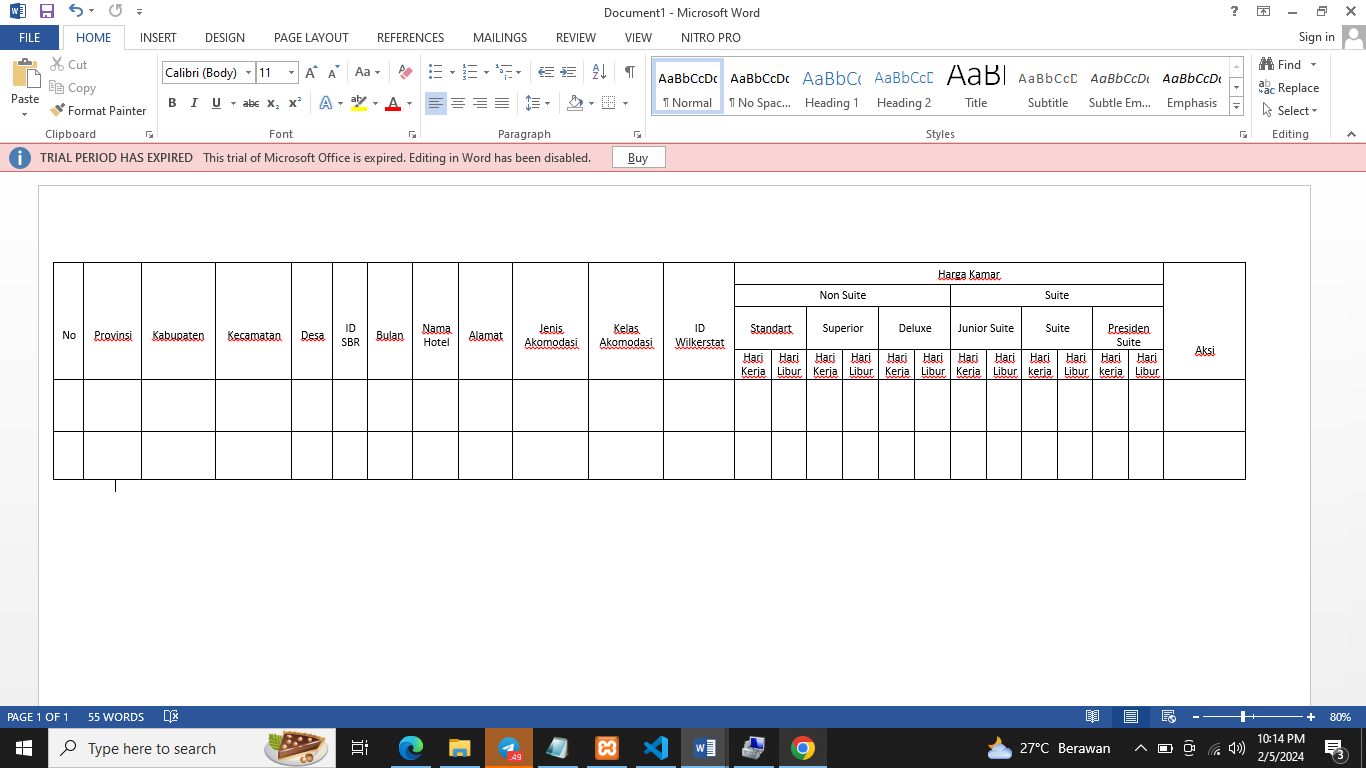 Document1 - Microsoft Word
FILE HOME INSERT DESIGN PAGE LAYOUT REFERENCES MAILINGS REVIEW VIEW NITRO PRO Sign in
Paste
Cut
Copy
Format Painter
Clipboard
Calibri (Body) 11
Font
Paragraph
AaBbCcDc AaBbCcDc AaBbCc AaBbCcD AaBl AaBbCcD AaBbCcDc AaBbCcDc
¶ Normal ¶ No Spac... Heading 1 Heading 2 Title Subtitle Subtle Em... Emphasis
Styles
Find
Replace
Select
Editing
TRIAL PERIOD HAS EXPIRED This trial of Microsoft Office is expired. Editing in Word has been disabled. Buy
No Provinsi Kabupaten Kecamatan Desa ID SBR Bulan Nama Hotel Alamat Jenis Akomodasi Kelas Akomodasi ID Wilkerstat
Harga Kamar
Non Suite Suite
Standart Superior Deluxe Junior Suite Suite Presiden Suite
Hari Kerja Hari Libur Hari Kerja Hari Libur Hari Kerja Hari Libur Hari Kerja Hari Libur Hari kerja Hari Libur Hari kerja Hari Libur
Aksi
PAGE 1 OF 1 55 WORDS 80%
Type here to search
.49
27°C Berawan
10:14 PM
2/5/2024
3